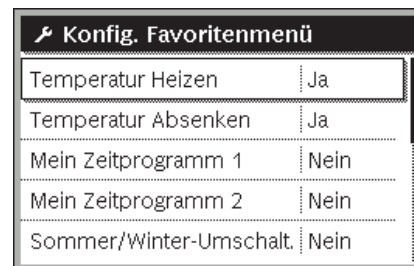 Konfig. Favoritenmenü
Temperatur Heizen Ja
Temperatur Absenken Ja
Mein Zeitprogramm 1 Nein
Mein Zeitprogramm 2 Nein
Sommer/Winter-Umschalt. Nein